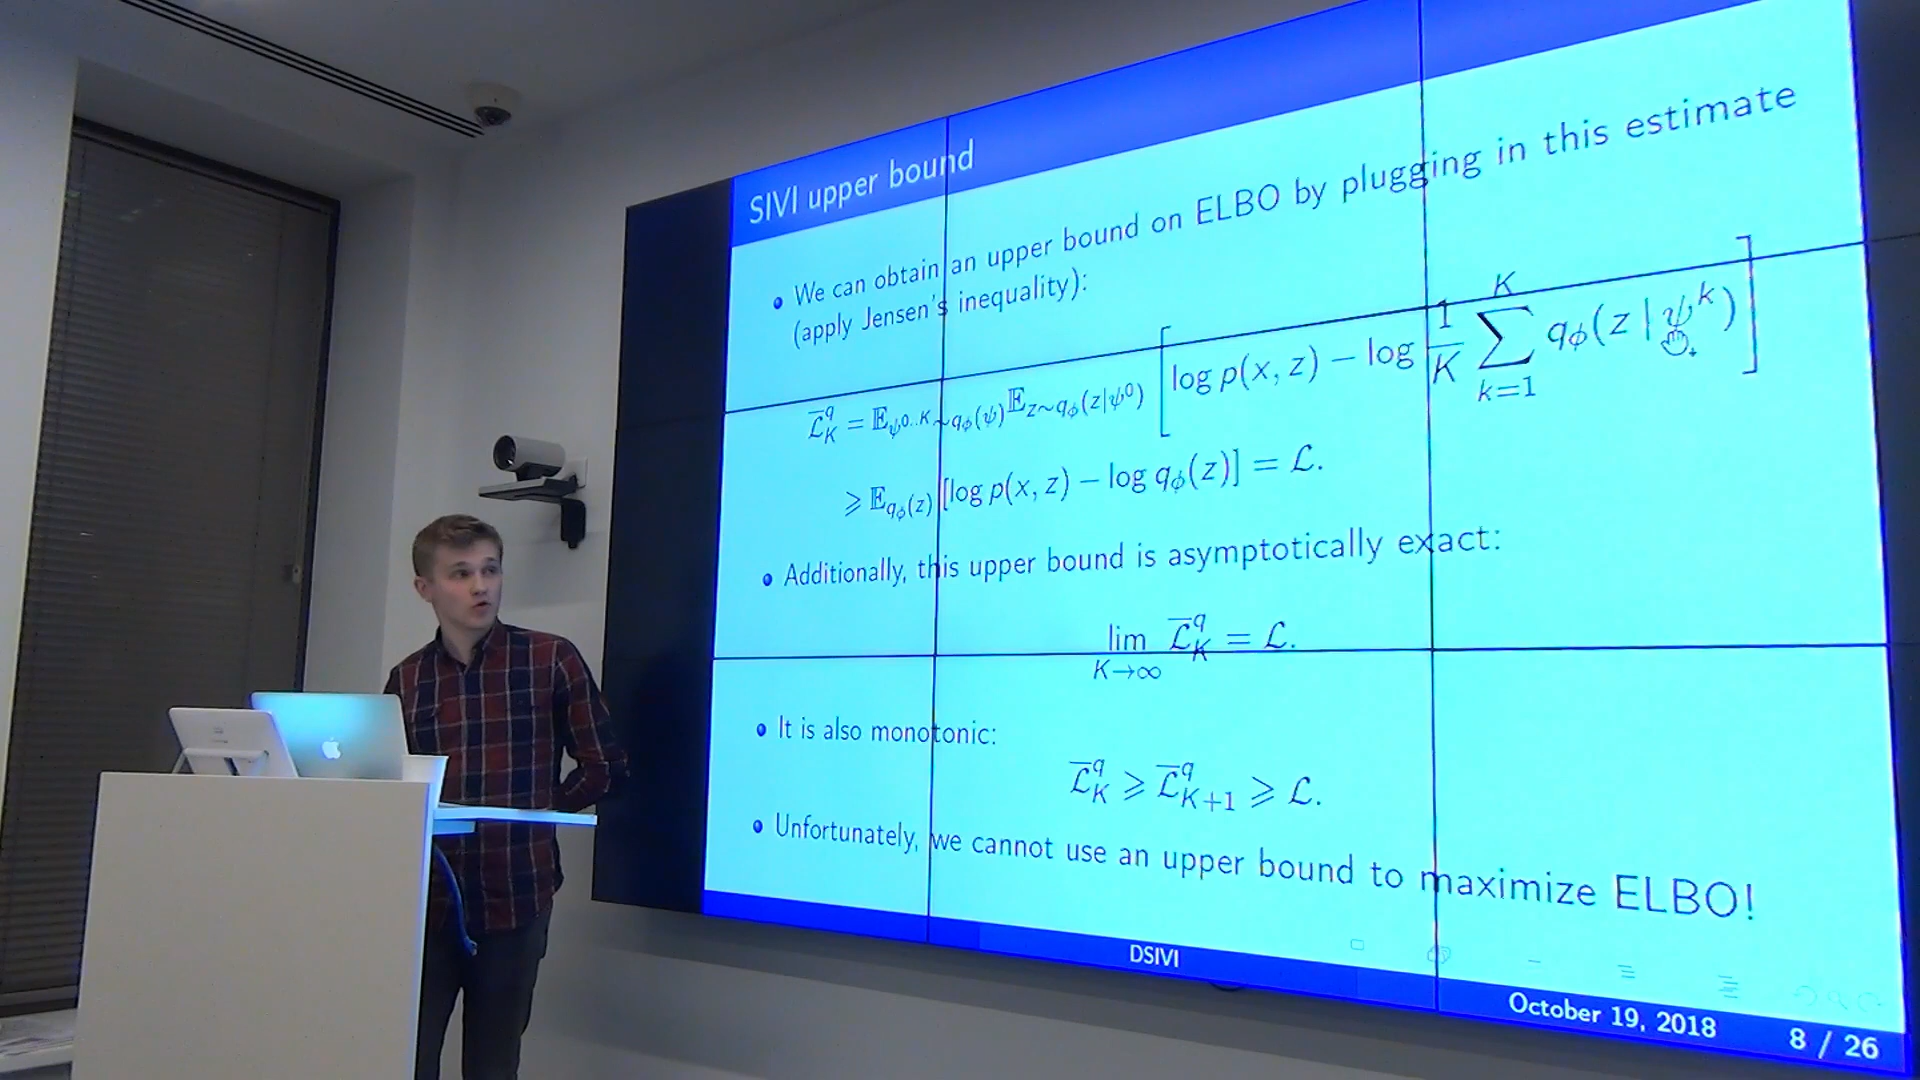 SIVI upper bound
• We can obtain an upper bound on ELBO by plugging in this estimate
(apply Jensen's inequality):
$\overline{\mathcal{L}}_K^q = \mathbb{E}_{\psi^{0..K} \sim q_\phi(\psi)} \mathbb{E}_{z \sim q_\phi(z|\psi^0)} \left[ \log p(x, z) - \log \frac{1}{K} \sum_{k=1}^{K} q_\phi(z \mid \psi^k) \right]$
$\geqslant \mathbb{E}_{q_\phi(z)} [\log p(x, z) - \log q_\phi(z)] = \mathcal{L}.$
• Additionally, this upper bound is asymptotically exact:
$\lim_{K \to \infty} \overline{\mathcal{L}}_K^q = \mathcal{L}.$
• It is also monotonic:
$\overline{\mathcal{L}}_K^q \geqslant \overline{\mathcal{L}}_{K+1}^q \geqslant \mathcal{L}.$
• Unfortunately, we cannot use an upper bound to maximize ELBO!
DSIVI
October 19, 2018
8 / 26